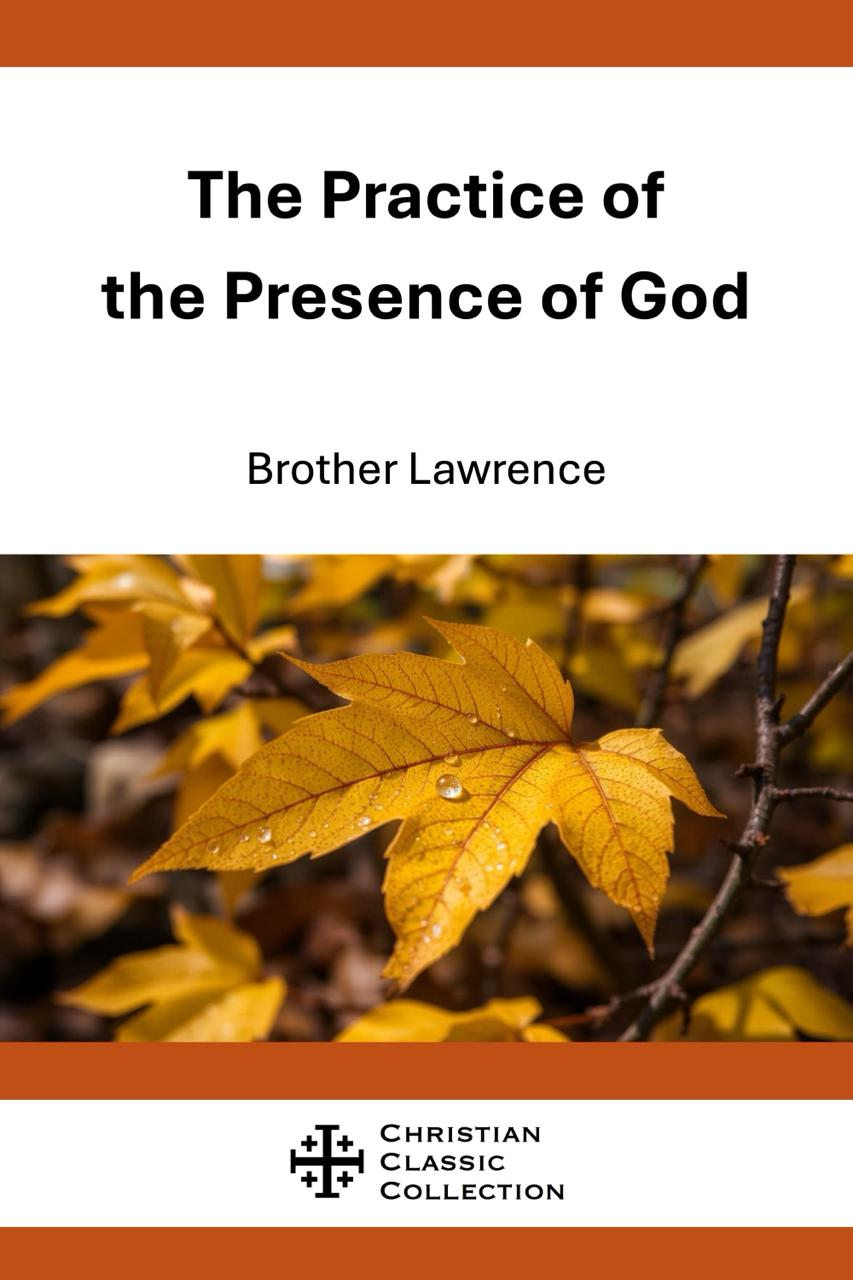 The Practice of
the Presence of God
Brother Lawrence
CHRISTIAN
CLASSIC
COLLECTION